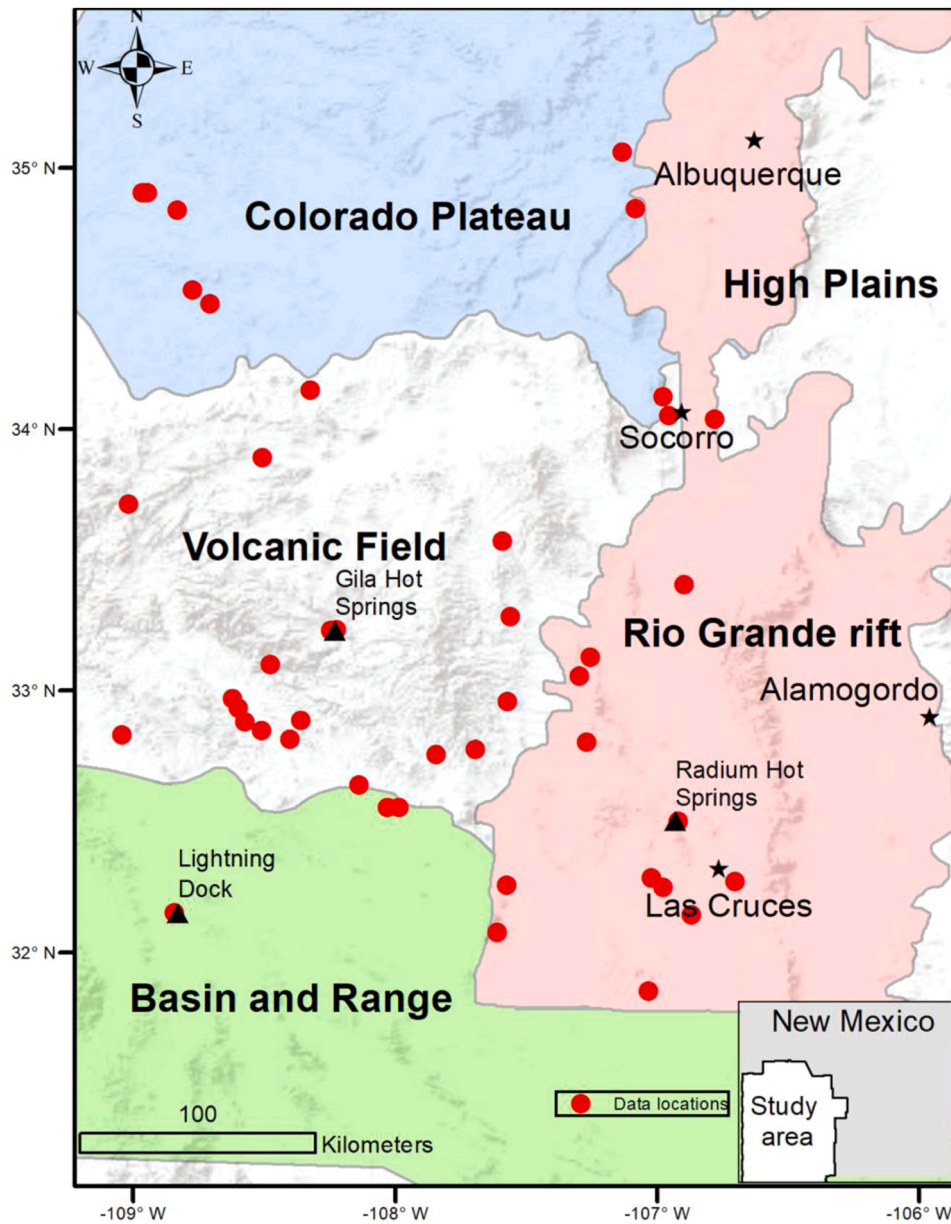 N
W E
S
35° N
Albuquerque
Colorado Plateau
High Plains
34° N
Socorro
Volcanic Field
Gila Hot
Springs
Rio Grande rift
33° N
Alamogordo
Radium Hot
Springs
Lightning
Dock
Las Cruces
32° N
Basin and Range
New Mexico
100
Kilometers
Data locations
Study
area
-109° W
-108° W
-107° W
-106° W